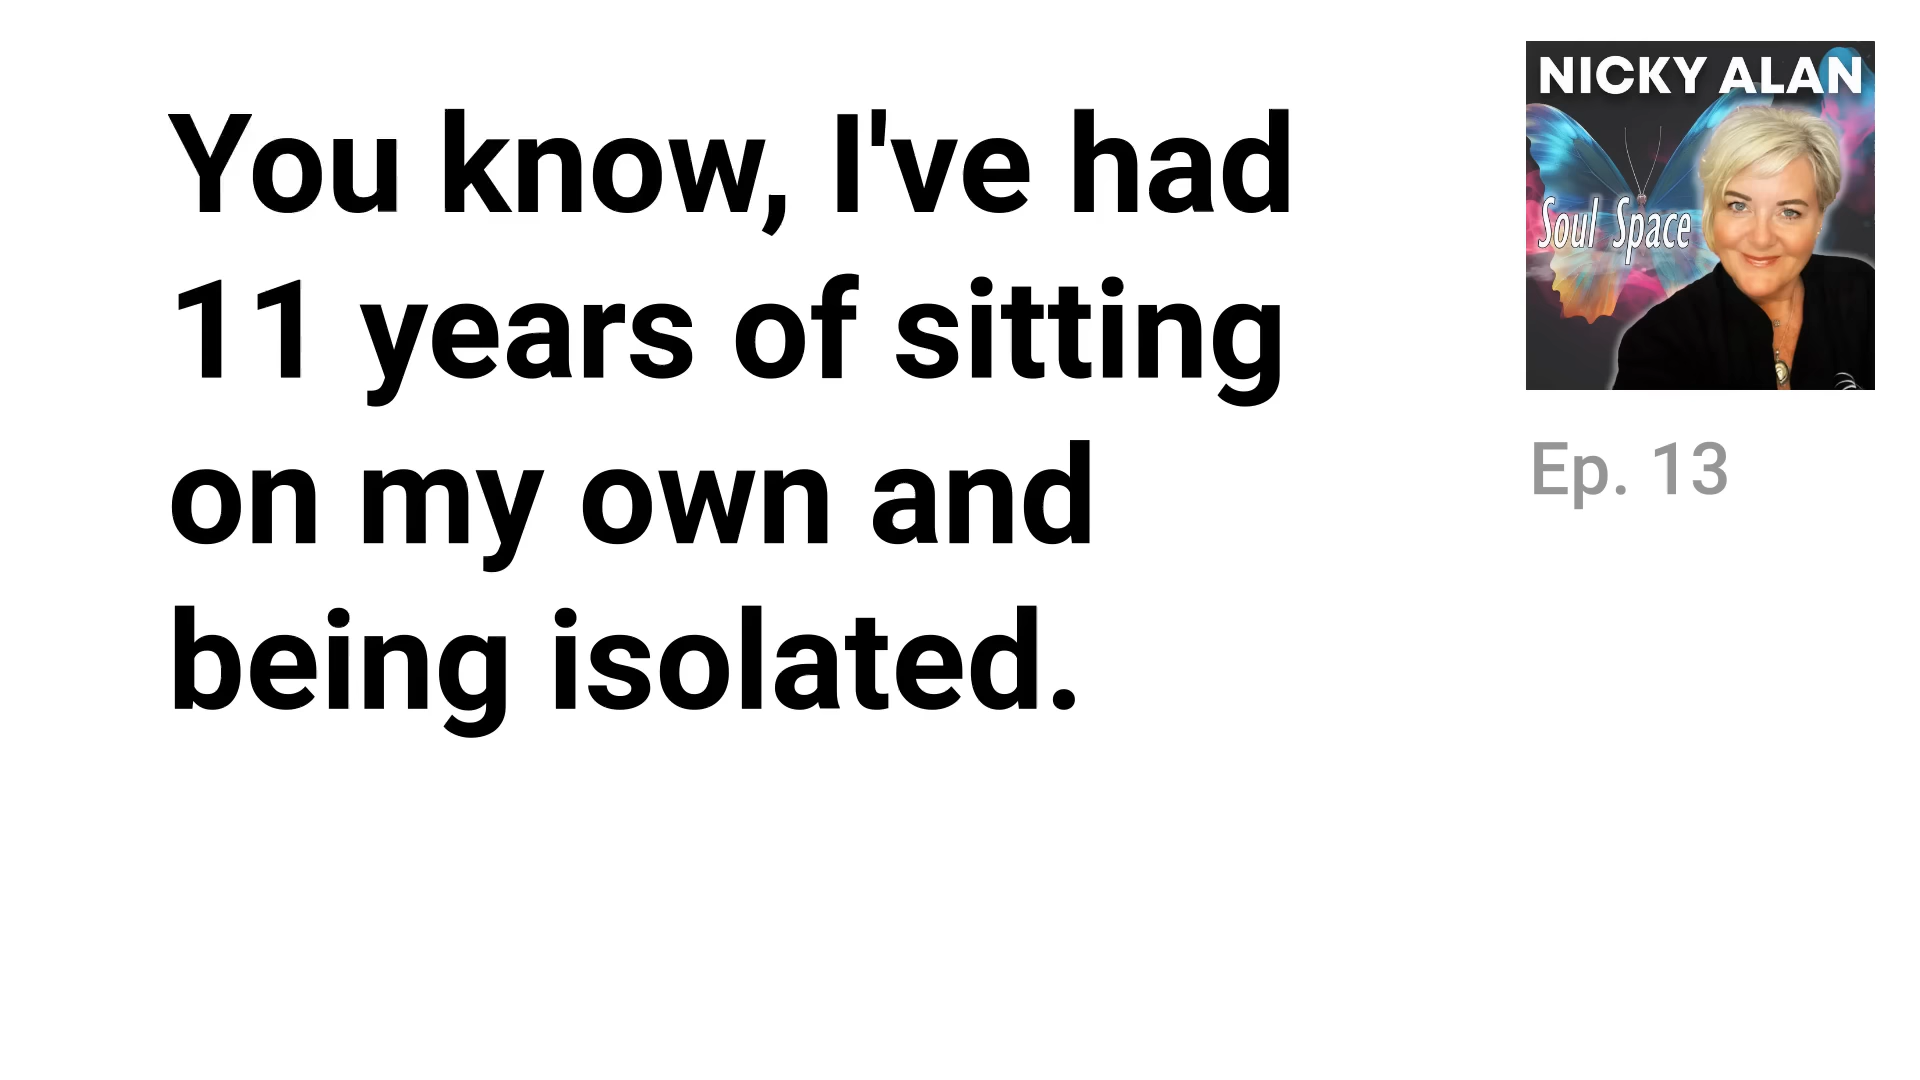 You know, I've had
11 years of sitting
on my own and
being isolated.
NICKY ALAN
Soul Space
Ep. 13